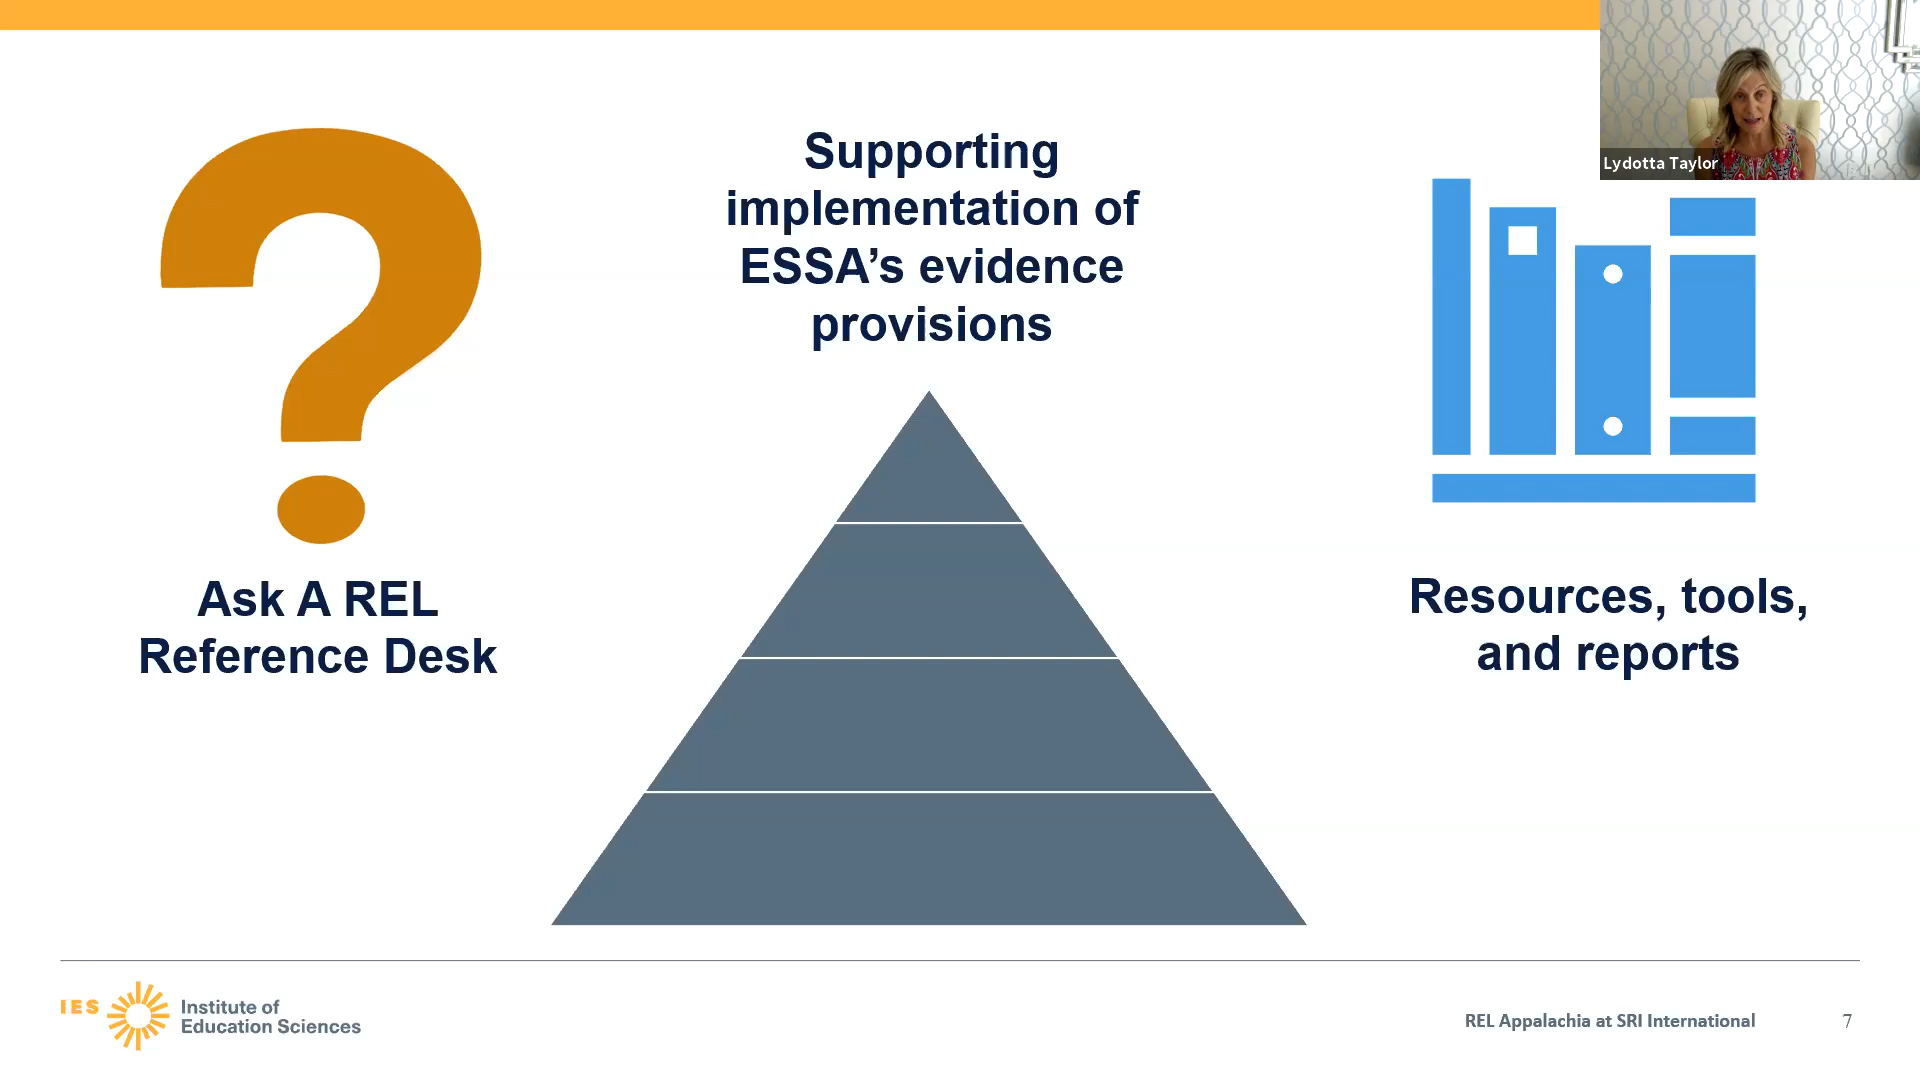 Lydotta Taylor
Supporting
implementation of
ESSA’s evidence
provisions
Ask A REL
Reference Desk
Resources, tools,
and reports
IES
Institute of
Education Sciences
REL Appalachia at SRI International
7